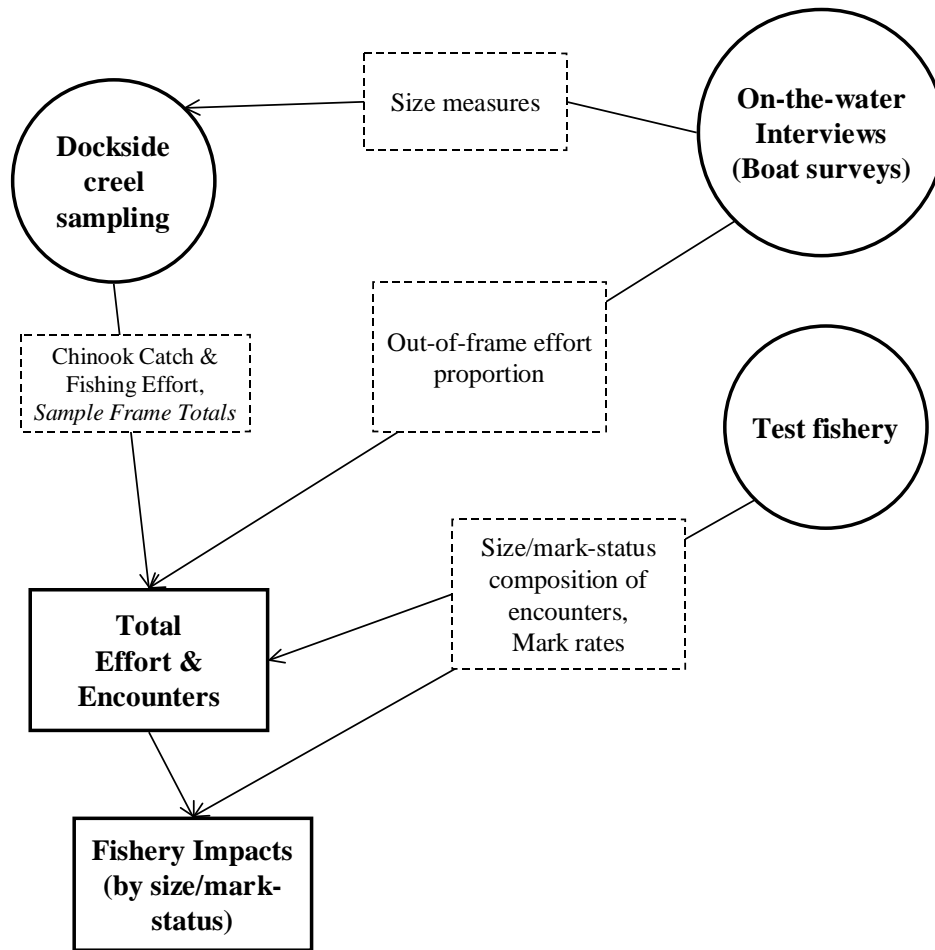 Size measures
On-the-water
Interviews
(Boat surveys)
Dockside
creel
sampling
Out-of-frame effort
proportion
Chinook Catch &
Fishing Effort,
Sample Frame Totals
Test fishery
Size/mark-status
composition of
encounters,
Mark rates
Total
Effort &
Encounters
Fishery Impacts
(by size/mark-
status)